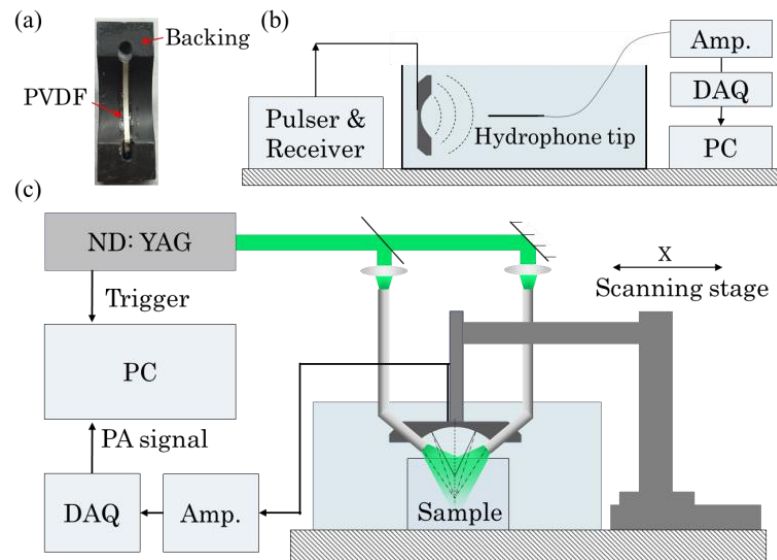 (a)
Backing
PVDF
(b)
Pulser &
Receiver
Hydrophone tip
Amp.
DAQ
PC
(c)
ND: YAG
Trigger
PC
PA signal
DAQ
Amp.
Sample
X
Scanning stage